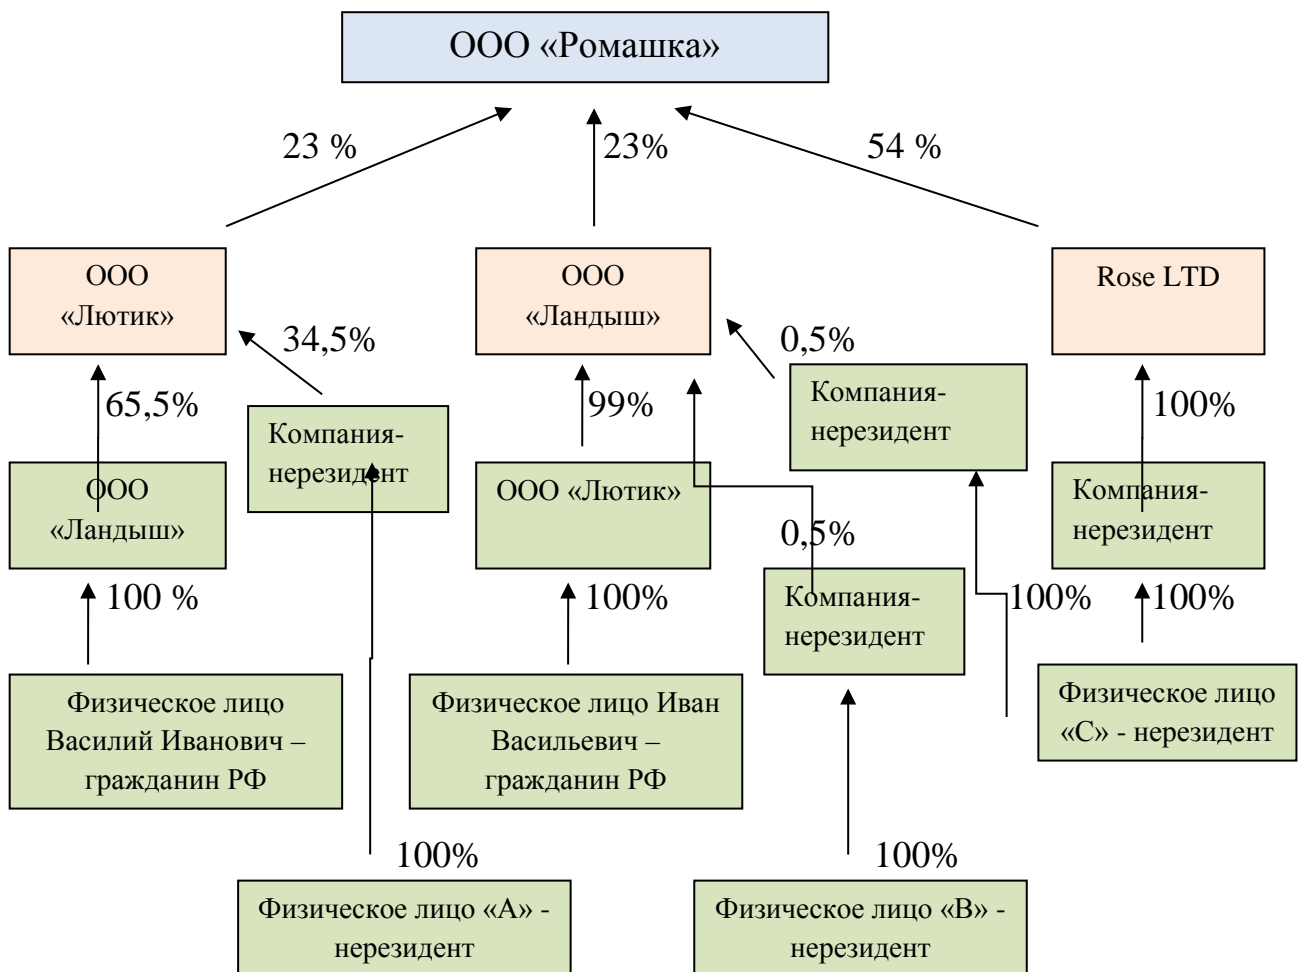 ООО «Ромашка»
23 %
23%
54 %
ООО
«Лютик»
ООО
«Ландыш»
Rose LTD
34,5%
0,5%
65,5%
99%
100%
Компания-
нерезидент
Компания-
нерезидент
ООО
«Ландыш»
ООО «Лютик»
Компания-
нерезидент
0,5%
100 %
100%
Компания-
нерезидент
100%
100%
Физическое лицо
Василий Иванович –
гражданин РФ
Физическое лицо Иван
Васильевич –
гражданин РФ
Физическое лицо
«С» - нерезидент
100%
100%
Физическое лицо «А» -
нерезидент
Физическое лицо «В» -
нерезидент